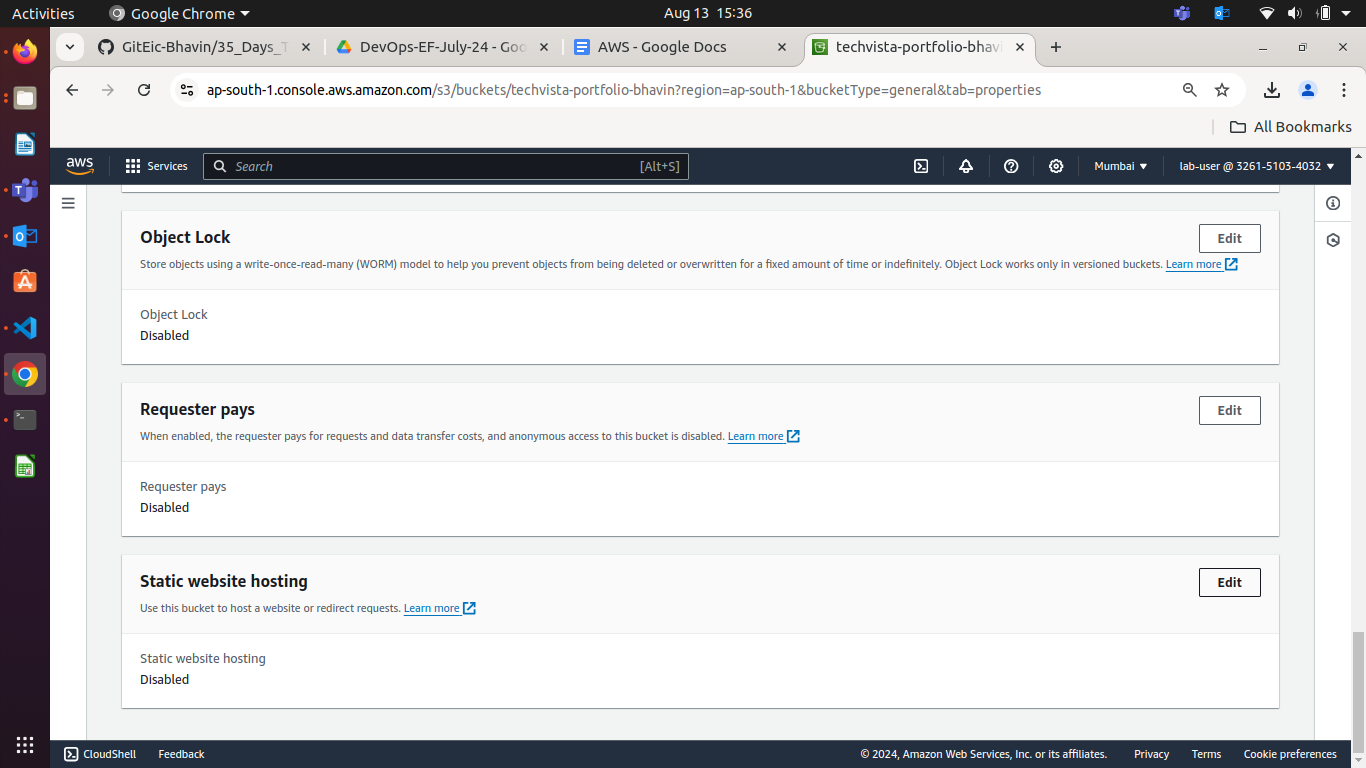 Activities
Google Chrome
Aug 13 15:36
GitEic-Bhavin/35_Days_T
DevOps-EF-July-24 - Goo
AWS - Google Docs
techvista-portfolio-bhavi
ap-south-1.console.aws.amazon.com/s3/buckets/techvista-portfolio-bhavin?region=ap-south-1&bucketType=general&tab=properties
All Bookmarks
aws
Services
Search
[Alt+S]
Mumbai
lab-user @ 3261-5103-4032
Object Lock
Edit
Store objects using a write-once-read-many (WORM) model to help you prevent objects from being deleted or overwritten for a fixed amount of time or indefinitely. Object Lock works only in versioned buckets. Learn more
Object Lock
Disabled
Requester pays
Edit
When enabled, the requester pays for requests and data transfer costs, and anonymous access to this bucket is disabled. Learn more
Requester pays
Disabled
Static website hosting
Edit
Use this bucket to host a website or redirect requests. Learn more
Static website hosting
Disabled
CloudShell
Feedback
© 2024, Amazon Web Services, Inc. or its affiliates.
Privacy
Terms
Cookie preferences